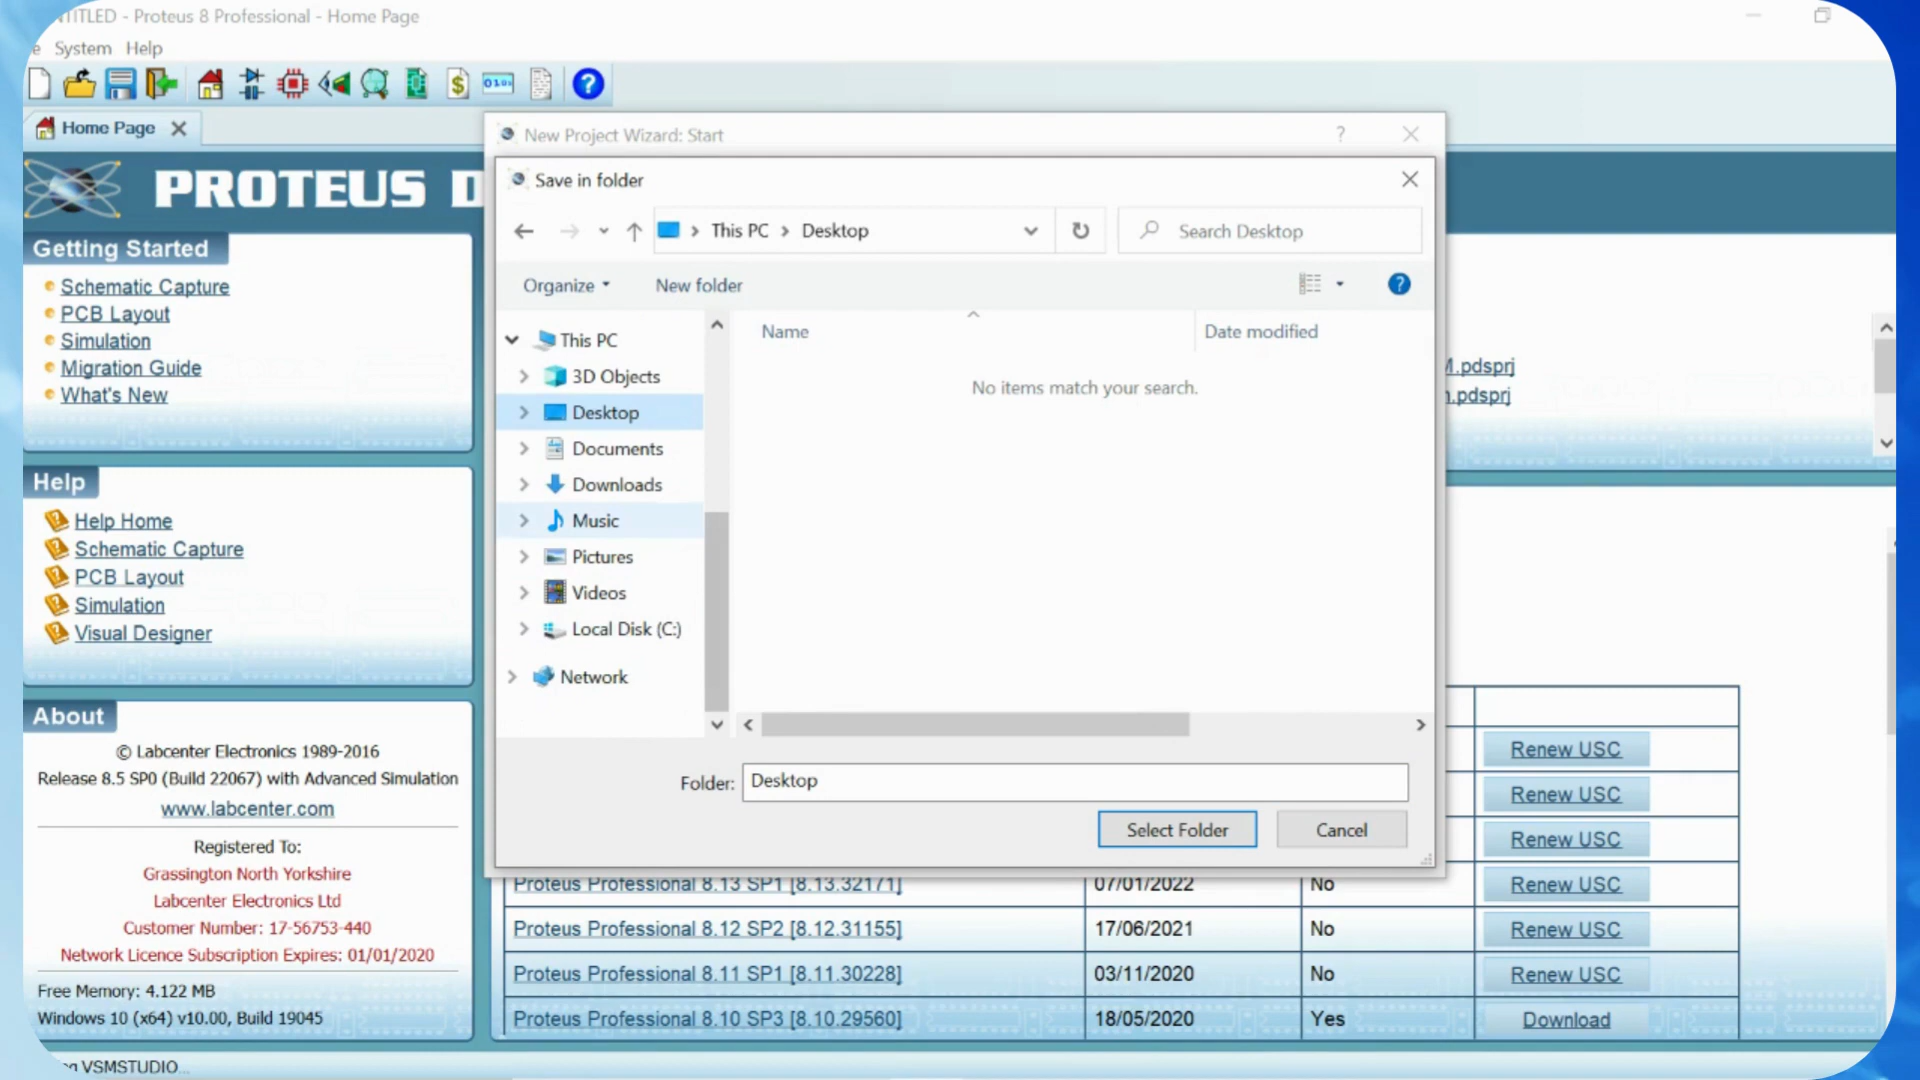 TITLED - Proteus 8 Professional - Home Page
e System Help
Home Page
New Project Wizard: Start
?
Save in folder
PROTEUS D
This PC
Desktop
Search Desktop
Getting Started
Organize
New folder
?
Schematic Capture
PCB Layout
Simulation
Migration Guide
What's New
This PC
3D Objects
Desktop
Documents
Downloads
Music
Pictures
Videos
Local Disk (C:)
Network
Name
Date modified
No items match your search.
.pdsprj
.pdsprj
Help
Help Home
Schematic Capture
PCB Layout
Simulation
Visual Designer
Folder:
Desktop
Select Folder
Cancel
About
© Labcenter Electronics 1989-2016
Release 8.5 SP0 (Build 22067) with Advanced Simulation
www.labcenter.com
Registered To:
Grassington North Yorkshire
Labcenter Electronics Ltd
Customer Number: 17-56753-440
Network Licence Subscription Expires: 01/01/2020
Free Memory: 4.122 MB
Windows 10 (x64) v10.00, Build 19045
Renew USC
Renew USC
Renew USC
Proteus Professional 8.13 SP1 [8.13.32171] 07/01/2022 No Renew USC
Proteus Professional 8.12 SP2 [8.12.31155] 17/06/2021 No Renew USC
Proteus Professional 8.11 SP1 [8.11.30228] 03/11/2020 No Renew USC
Proteus Professional 8.10 SP3 [8.10.29560] 18/05/2020 Yes Download
VSMSTUDIO...